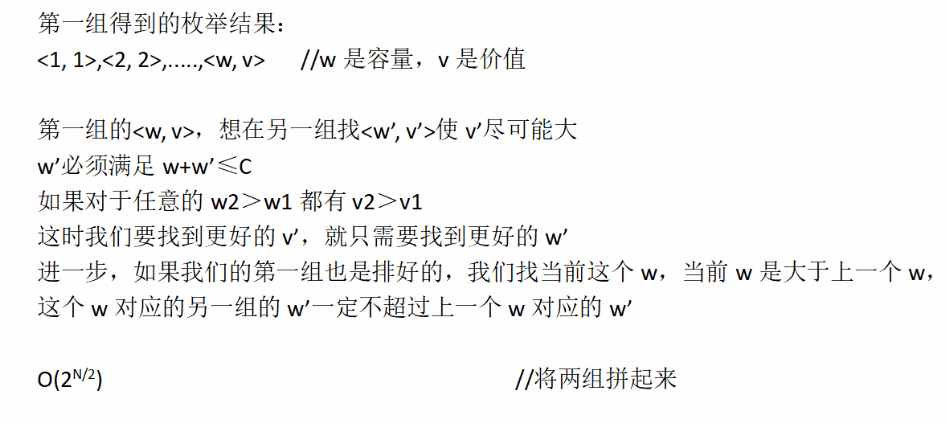 第一组得到的枚举结果：
<1, 1>,<2, 2>,.....,<w, v> //w 是容量，v 是价值
第一组的<w, v>，想在另一组找<w’, v’>使 v’尽可能大
w’必须满足 w+w’≤C
如果对于任意的 w2＞w1 都有 v2＞v1
这时我们要找到更好的 v’，就只需要找到更好的 w’
进一步，如果我们的第一组也是排好的，我们找当前这个 w，当前 w 是大于上一个 w，
这个 w 对应的另一组的 w’一定不超过上一个 w 对应的 w’
O(2^N/2) //将两组拼起来